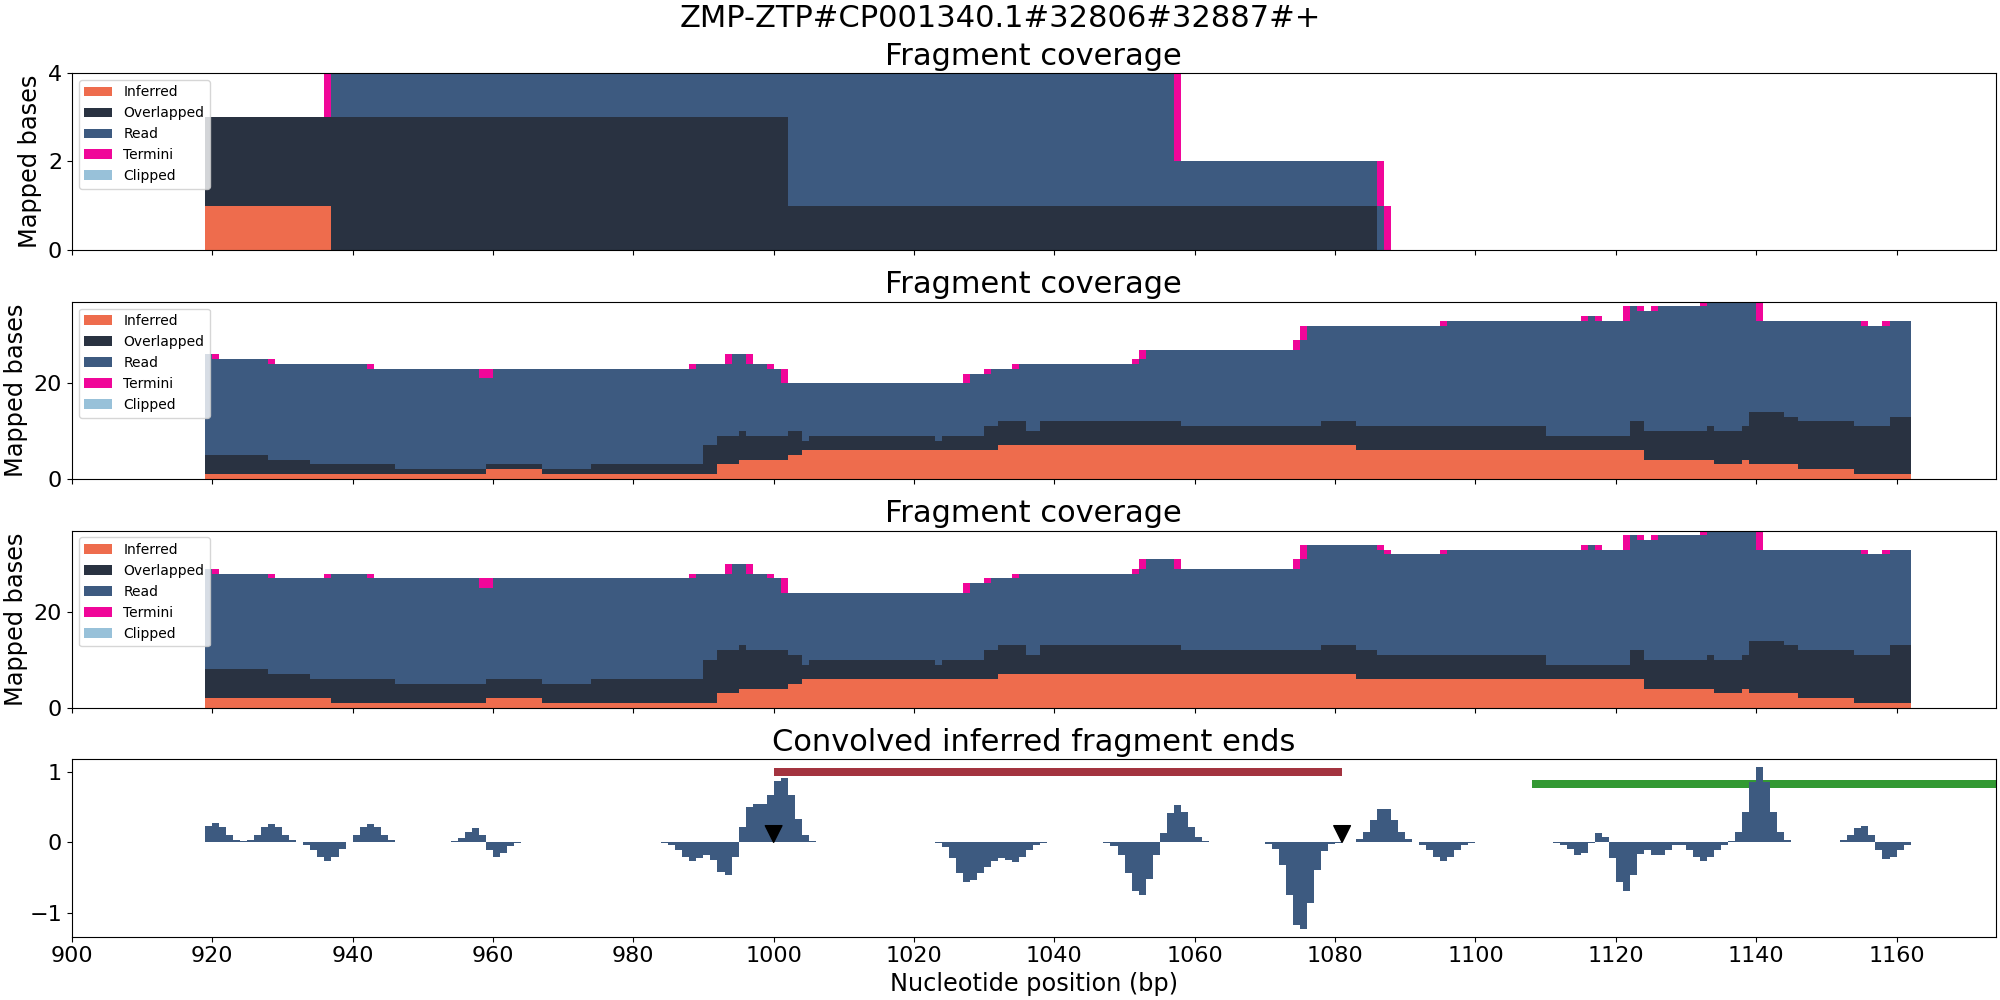 ZMP-ZTP#CP001340.1#32806#32887#+
Fragment coverage
Mapped bases
4
2
0
Inferred
Overlapped
Read
Termini
Clipped
Fragment coverage
Mapped bases
20
0
Inferred
Overlapped
Read
Termini
Clipped
Fragment coverage
Mapped bases
20
0
Inferred
Overlapped
Read
Termini
Clipped
Convolved inferred fragment ends
1
0
−1
900 920 940 960 980 1000 1020 1040 1060 1080 1100 1120 1140 1160
Nucleotide position (bp)